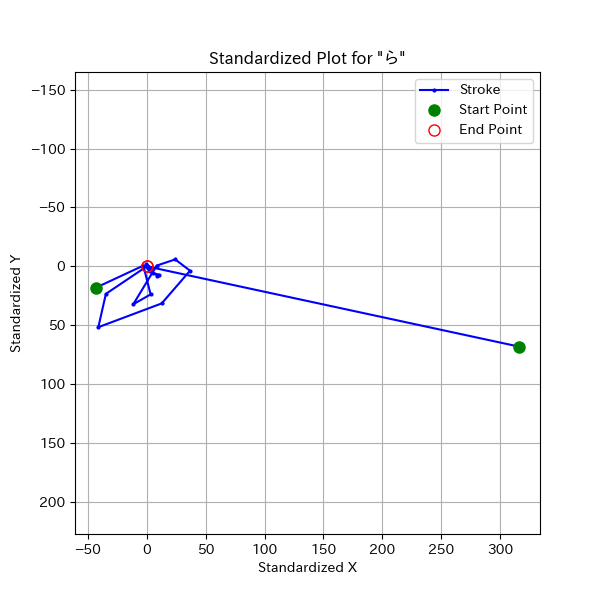 Standardized Plot for "ら"
Stroke
Start Point
End Point
−150
−100
−50
0
50
100
150
200
Standardized Y
−50 0 50 100 150 200 250 300
Standardized X